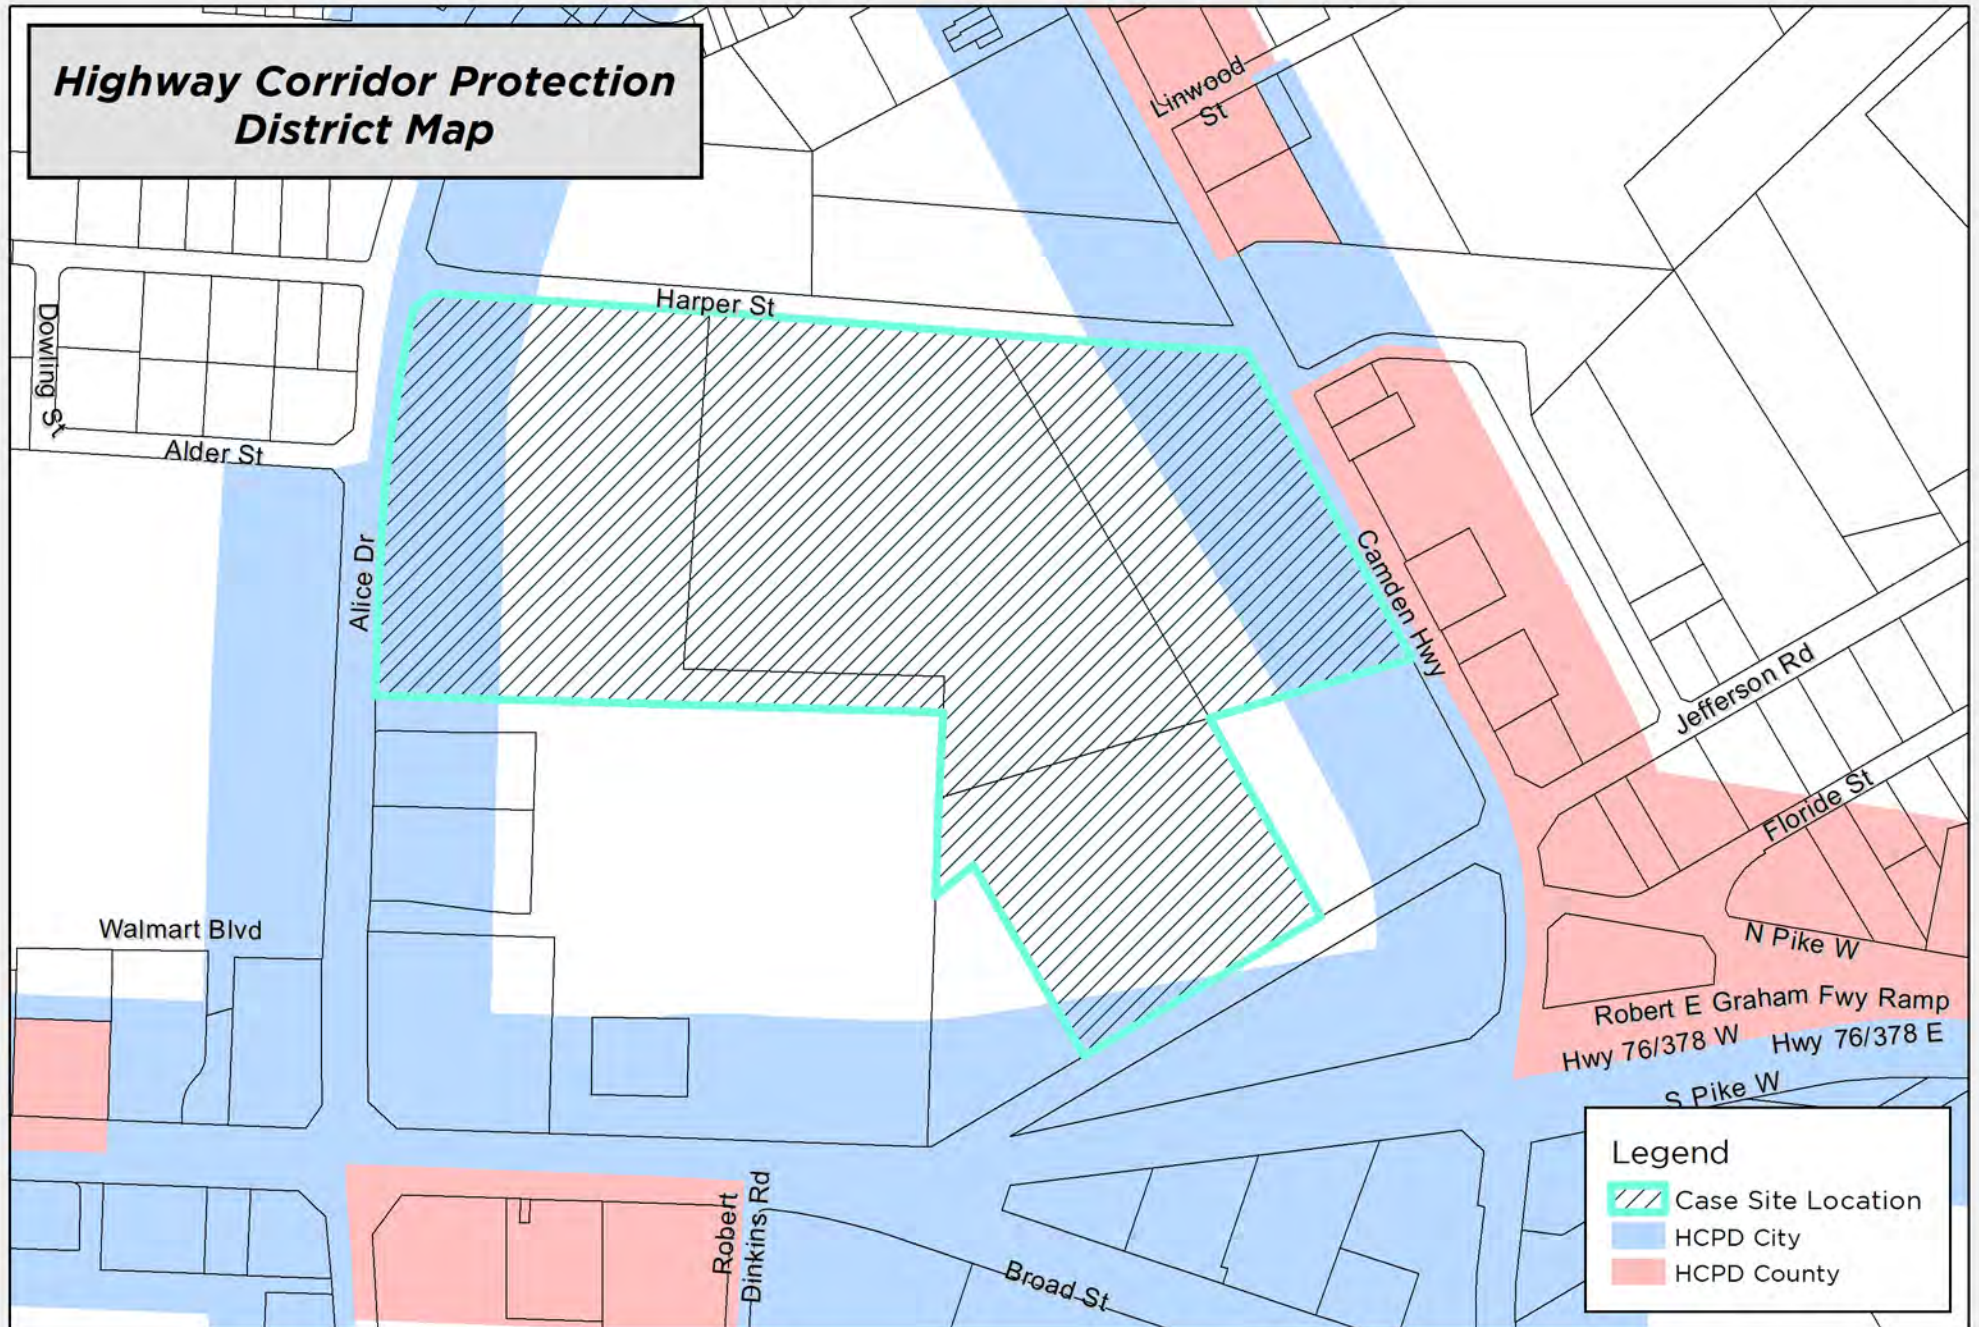 Highway Corridor Protection
District Map
Linwood
St
Harper St
Dowling St
Alder St
Alice Dr
Camden Hwy
Jefferson Rd
Floride St
Walmart Blvd
N Pike W
Robert E Graham Fwy Ramp
Hwy 76/378 W
Hwy 76/378 E
S Pike W
Robert
Dinkins Rd
Broad St
Legend
Case Site Location
HCPD City
HCPD County